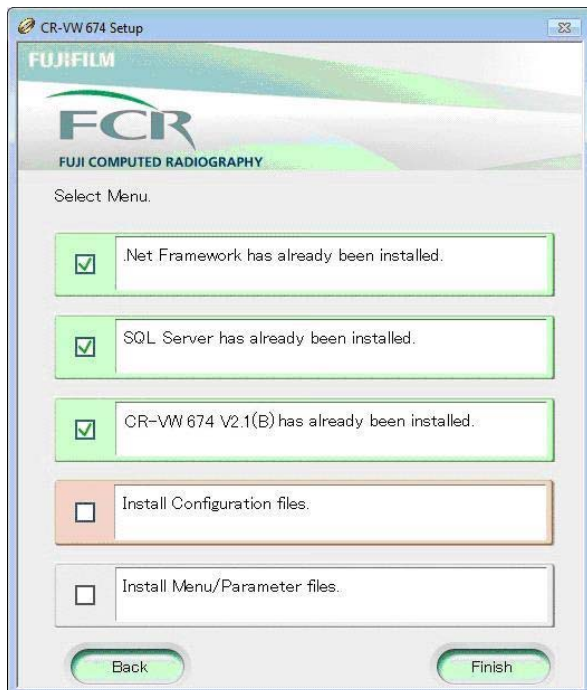 CR-VW 674 Setup
FUJIFILM
FCR
FUJI COMPUTED RADIOGRAPHY
Select Menu.
.Net Framework has already been installed.
SQL Server has already been installed.
CR-VW 674 V2.1(B) has already been installed.
Install Configuration files.
Install Menu/Parameter files.
Back
Finish